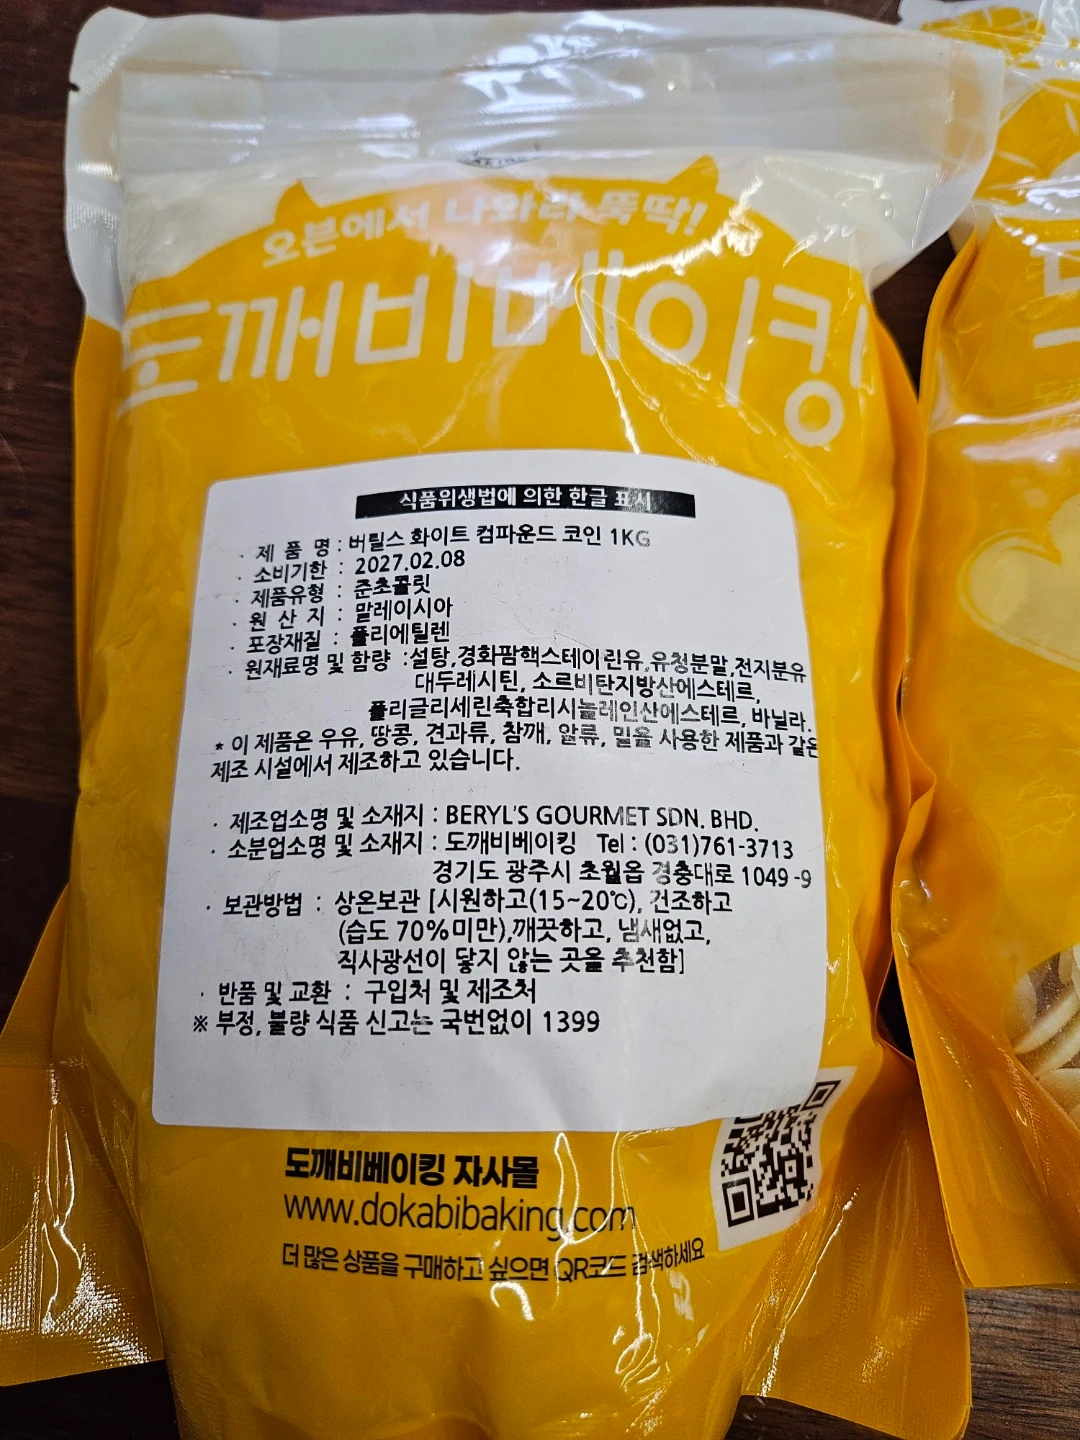 오븐에서 나와라 뚝딱!
도깨비베이킹
식품위생법에 의한 한글 표시
· 제 품 명 : 버릴스 화이트 컴파운드 코인 1KG
· 소비기한 : 2027.02.08
· 제품유형 : 준초콜릿
· 원 산 지 : 말레이시아
· 포장재질 : 폴리에틸렌
· 원재료명 및 함량 :설탕,경화팜핵스테아린유,유청분말,전지분유
대두레시틴, 소르비탄지방산에스테르,
폴리글리세린축합리시놀레인산에스테르, 바닐라.
* 이 제품은 우유, 땅콩, 견과류, 참깨, 알류, 밀을 사용한 제품과 같은
제조 시설에서 제조하고 있습니다.
· 제조업소명 및 소재지 : BERYL'S GOURMET SDN. BHD.
· 소분업소명 및 소재지 : 도깨비베이킹 Tel : (031)761-3713
경기도 광주시 초월읍 경충대로 1049-9
· 보관방법 : 상온보관 [시원하고(15~20℃), 건조하고
(습도 70%미만),깨끗하고, 냄새없고,
직사광선이 닿지 않는 곳을 추천함]
· 반품 및 교환 : 구입처 및 제조처
※ 부정, 불량 식품 신고는 국번없이 1399
도깨비베이킹 자사몰
www.dokabibaking.com
더 많은 상품을 구매하고 싶으면 QR코드 검색하세요